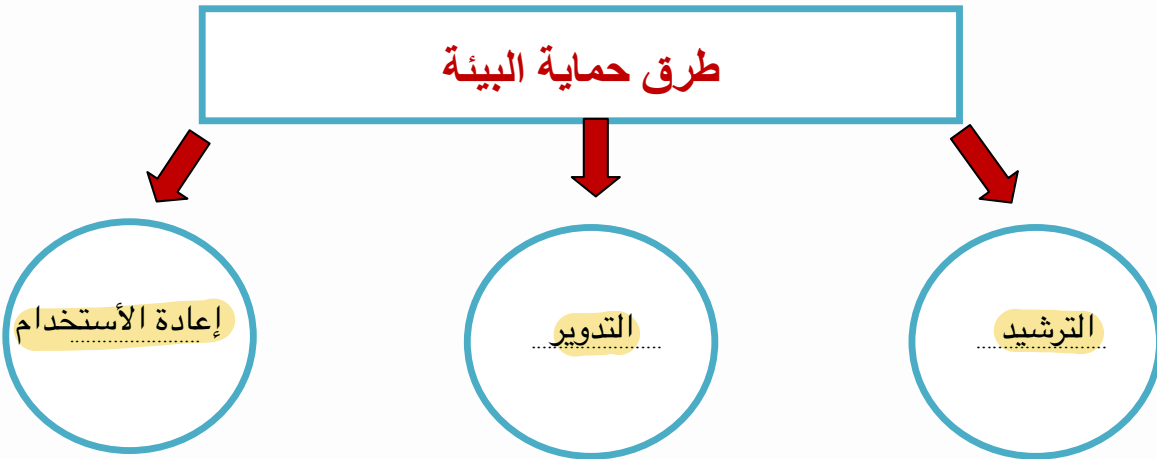 طرق حماية البيئة
الترشيد
التدوير
إعادة الأستخدام